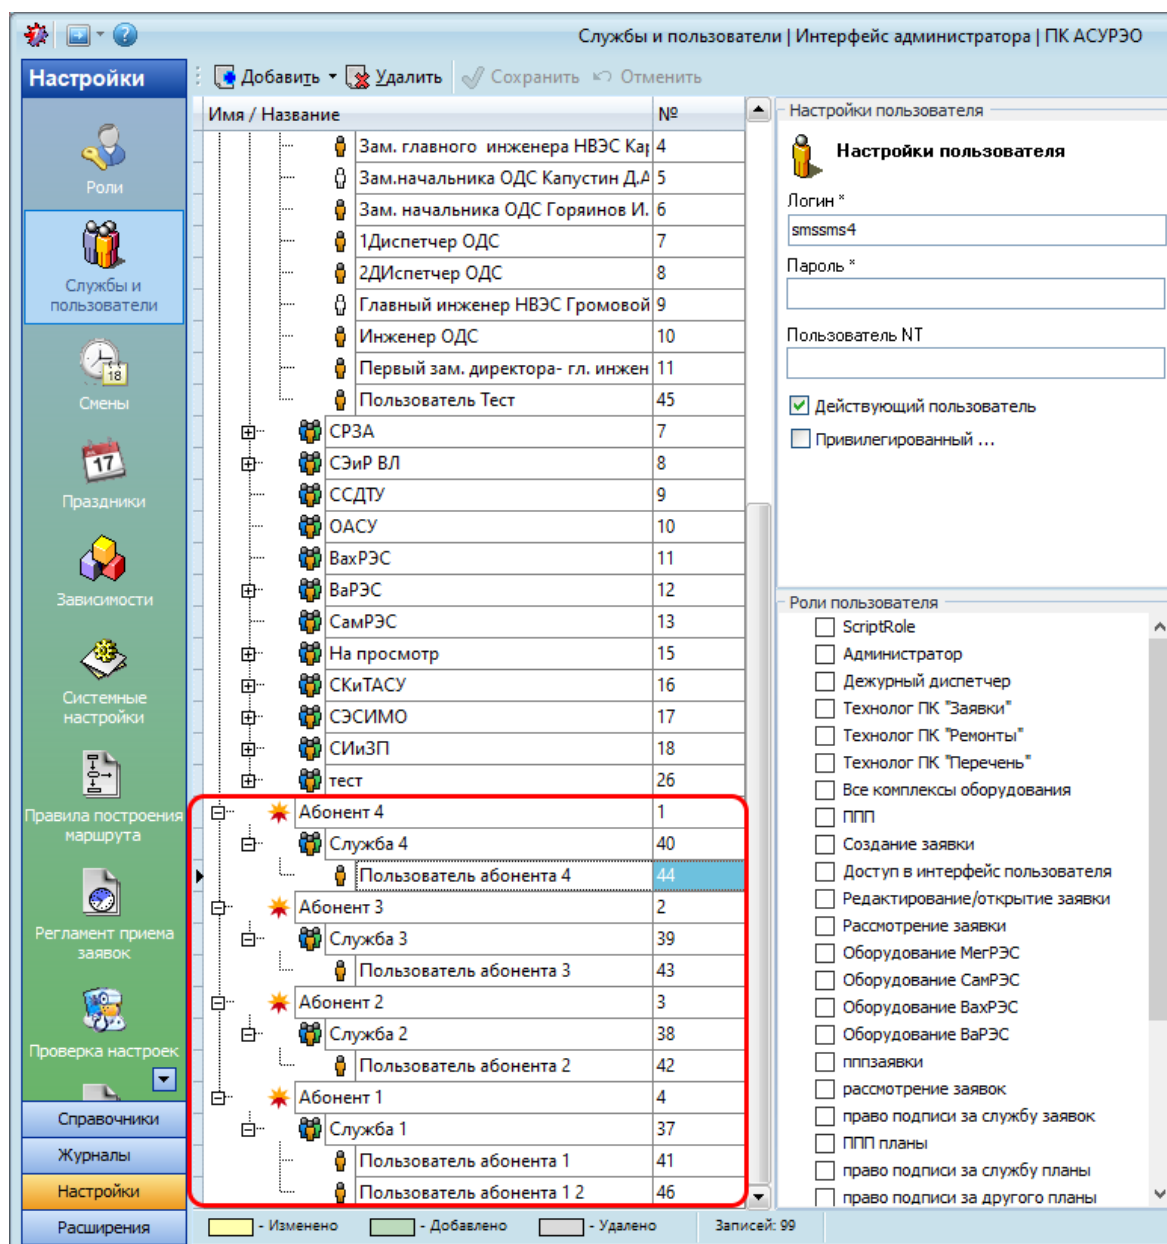 Службы и пользователи | Интерфейс администратора | ПК АСУРЭО
Настройки
Добавить
Удалить
Сохранить
Отменить
Роли
Службы и
пользователи
18
Смены
17
Праздники
Зависимости
Системные
настройки
Правила построения
маршрута
Регламент приема
заявок
Проверка настроек
Справочники
Журналы
Настройки
Расширения
Имя / Название №
Зам. главного инженера НВЭС Кар 4
Зам.начальника ОДС Капустин Д.А 5
Зам. начальника ОДС Горяинов И. 6
1Диспетчер ОДС 7
2ДИспетчер ОДС 8
Главный инженер НВЭС Громовой 9
Инженер ОДС 10
Первый зам. директора- гл. инжен 11
Пользователь Тест 45
СРЗА 7
СЭиР ВЛ 8
ССДТУ 9
ОАСУ 10
ВахРЭС 11
ВаРЭС 12
СамРЭС 13
На просмотр 15
СКиТАСУ 16
СЭСИМО 17
СИиЗП 18
тест 26
Абонент 4 1
Служба 4 40
Пользователь абонента 4 44
Абонент 3 2
Служба 3 39
Пользователь абонента 3 43
Абонент 2 3
Служба 2 38
Пользователь абонента 2 42
Абонент 1 4
Служба 1 37
Пользователь абонента 1 41
Пользователь абонента 1 2 46
Настройки пользователя
Настройки пользователя
Логин *
smssms4
Пароль *
Пользователь NT
Действующий пользователь
Привилегированный ...
Роли пользователя
ScriptRole
Администратор
Дежурный диспетчер
Технолог ПК "Заявки"
Технолог ПК "Ремонты"
Технолог ПК "Перечень"
Все комплексы оборудования
ППП
Создание заявки
Доступ в интерфейс пользователя
Редактирование/открытие заявки
Рассмотрение заявки
Оборудование МегРЭС
Оборудование СамРЭС
Оборудование ВахРЭС
Оборудование ВаРЭС
пппзаявки
рассмотрение заявок
право подписи за службу заявок
ППП планы
право подписи за службу планы
право подписи за другого планы
- Изменено - Добавлено - Удалено Записей: 99